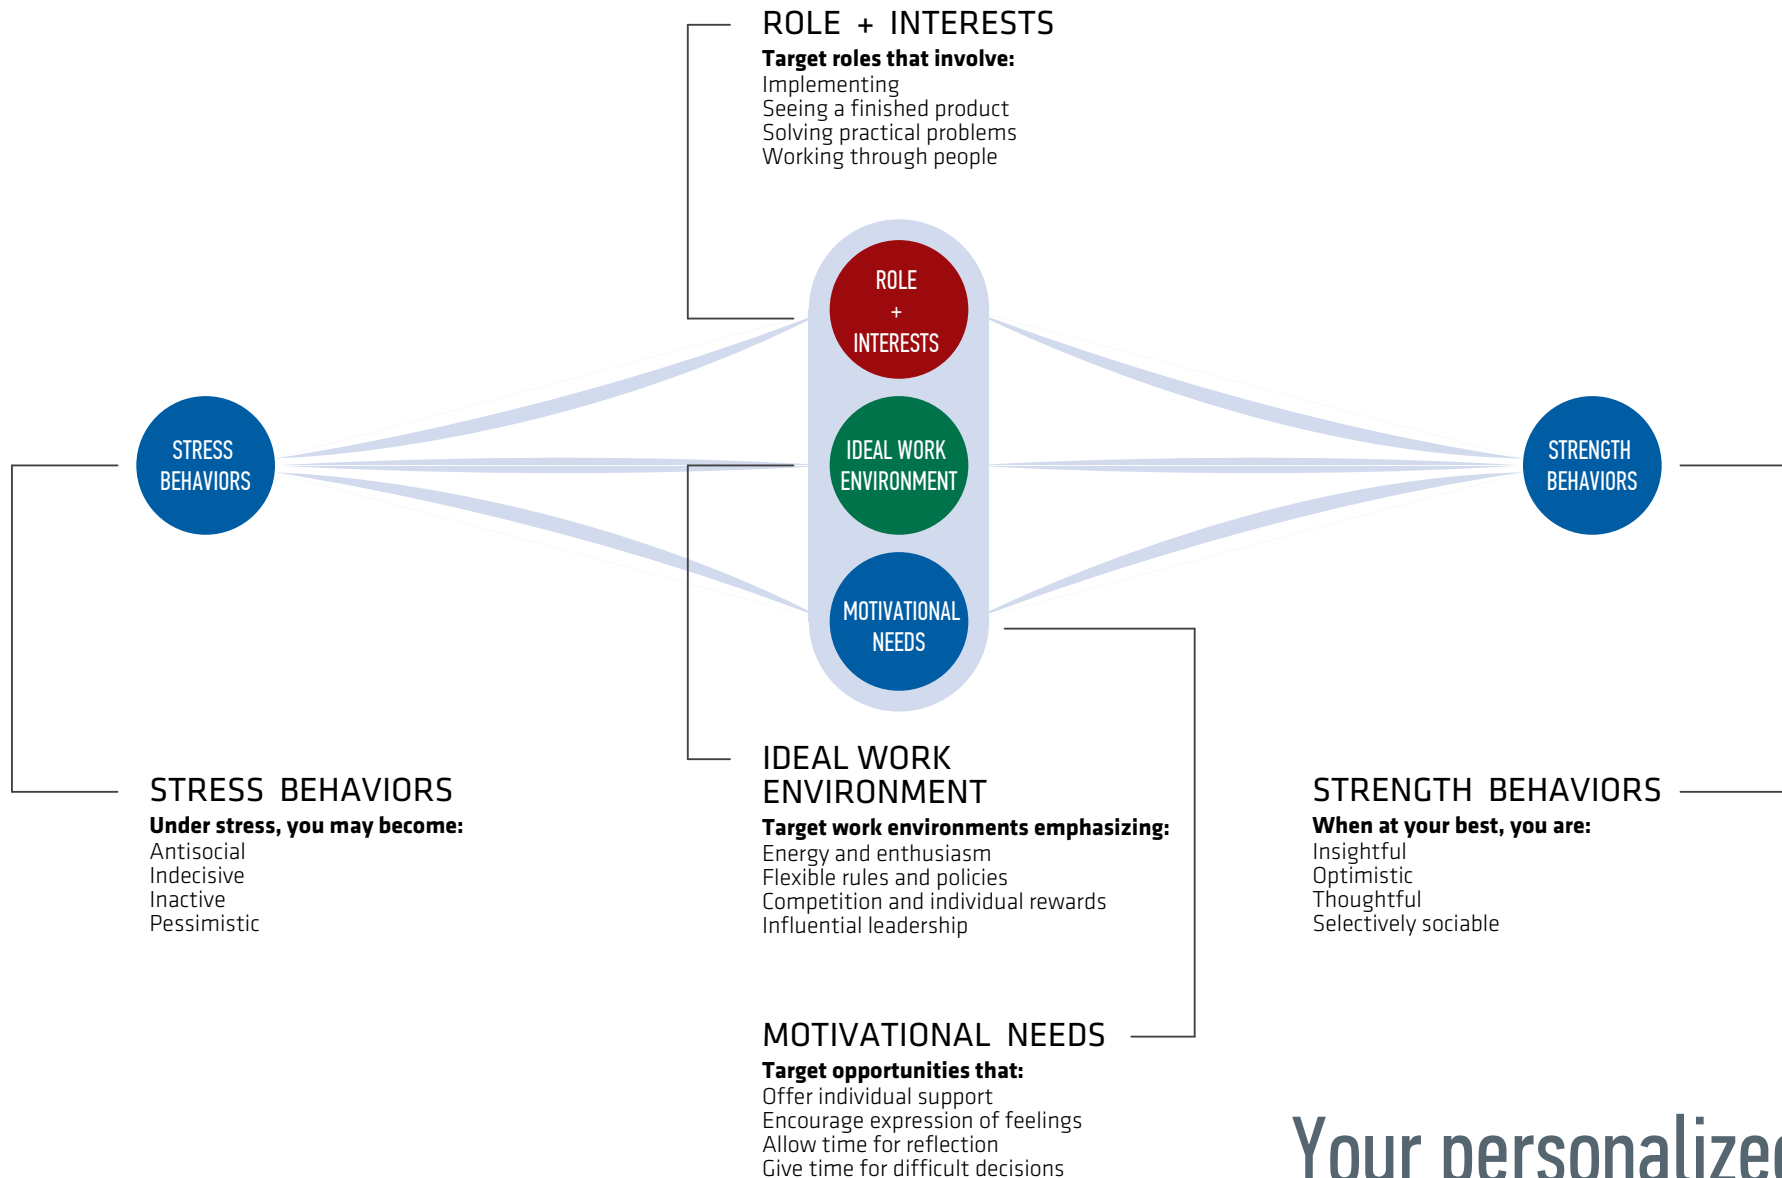 ROLE + INTERESTS
Target roles that involve:
Implementing
Seeing a finished product
Solving practical problems
Working through people
ROLE
+
INTERESTS
STRESS
BEHAVIORS
IDEAL WORK
ENVIRONMENT
STRENGTH
BEHAVIORS
MOTIVATIONAL
NEEDS
STRESS BEHAVIORS
Under stress, you may become:
Antisocial
Indecisive
Inactive
Pessimistic
IDEAL WORK
ENVIRONMENT
Target work environments emphasizing:
Energy and enthusiasm
Flexible rules and policies
Competition and individual rewards
Influential leadership
STRENGTH BEHAVIORS
When at your best, you are:
Insightful
Optimistic
Thoughtful
Selectively sociable
MOTIVATIONAL NEEDS
Target opportunities that:
Offer individual support
Encourage expression of feelings
Allow time for reflection
Give time for difficult decisions
Your personalized